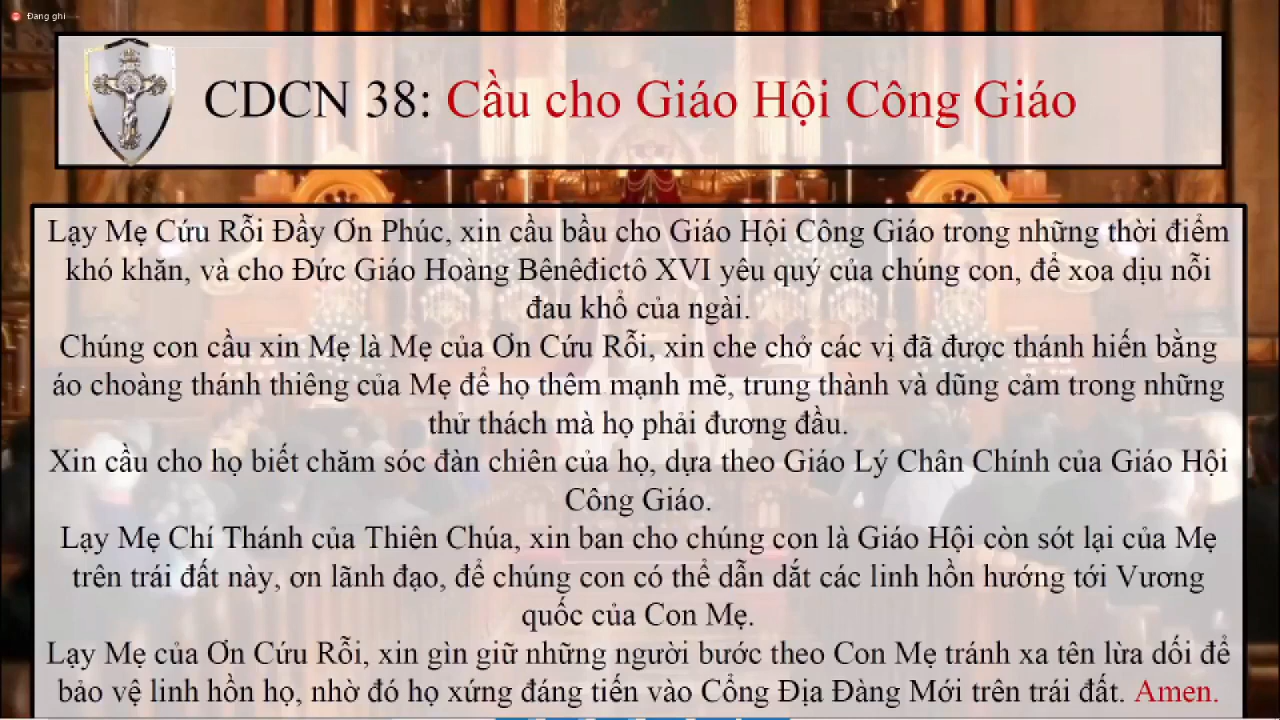 Đang ghi
CDCN 38: Cầu cho Giáo Hội Công Giáo
Lạy Mẹ Cứu Rỗi Đầy Ơn Phúc, xin cầu bầu cho Giáo Hội Công Giáo trong những thời điểm
khó khăn, và cho Đức Giáo Hoàng Bênêđictô XVI yêu quý của chúng con, để xoa dịu nỗi
đau khổ của ngài.
Chúng con cầu xin Mẹ là Mẹ của Ơn Cứu Rỗi, xin che chở các vị đã được thánh hiến bằng
áo choàng thánh thiêng của Mẹ để họ thêm mạnh mẽ, trung thành và dũng cảm trong những
thử thách mà họ phải đương đầu.
Xin cầu cho họ biết chăm sóc đàn chiên của họ, dựa theo Giáo Lý Chân Chính của Giáo Hội
Công Giáo.
Lạy Mẹ Chí Thánh của Thiên Chúa, xin ban cho chúng con là Giáo Hội còn sót lại của Mẹ
trên trái đất này, ơn lãnh đạo, để chúng con có thể dẫn dắt các linh hồn hướng tới Vương
quốc của Con Mẹ.
Lạy Mẹ của Ơn Cứu Rỗi, xin gìn giữ những người bước theo Con Mẹ tránh xa tên lừa dối để
bảo vệ linh hồn họ, nhờ đó họ xứng đáng tiến vào Cổng Địa Đàng Mới trên trái đất. Amen.